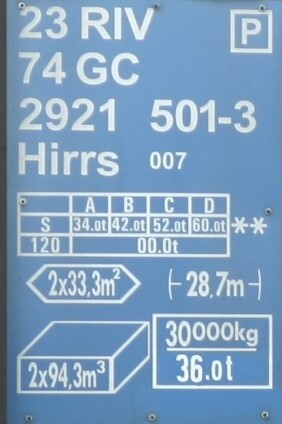 23 RIV P
74 GC
2921 501-3
Hirrs 007
A B C D
S 34.0t 42.0t 52.0t 60.0t **
120 00.0t
2x33,3m² 28,7m
30000kg
2x94,3m³ 36.0t